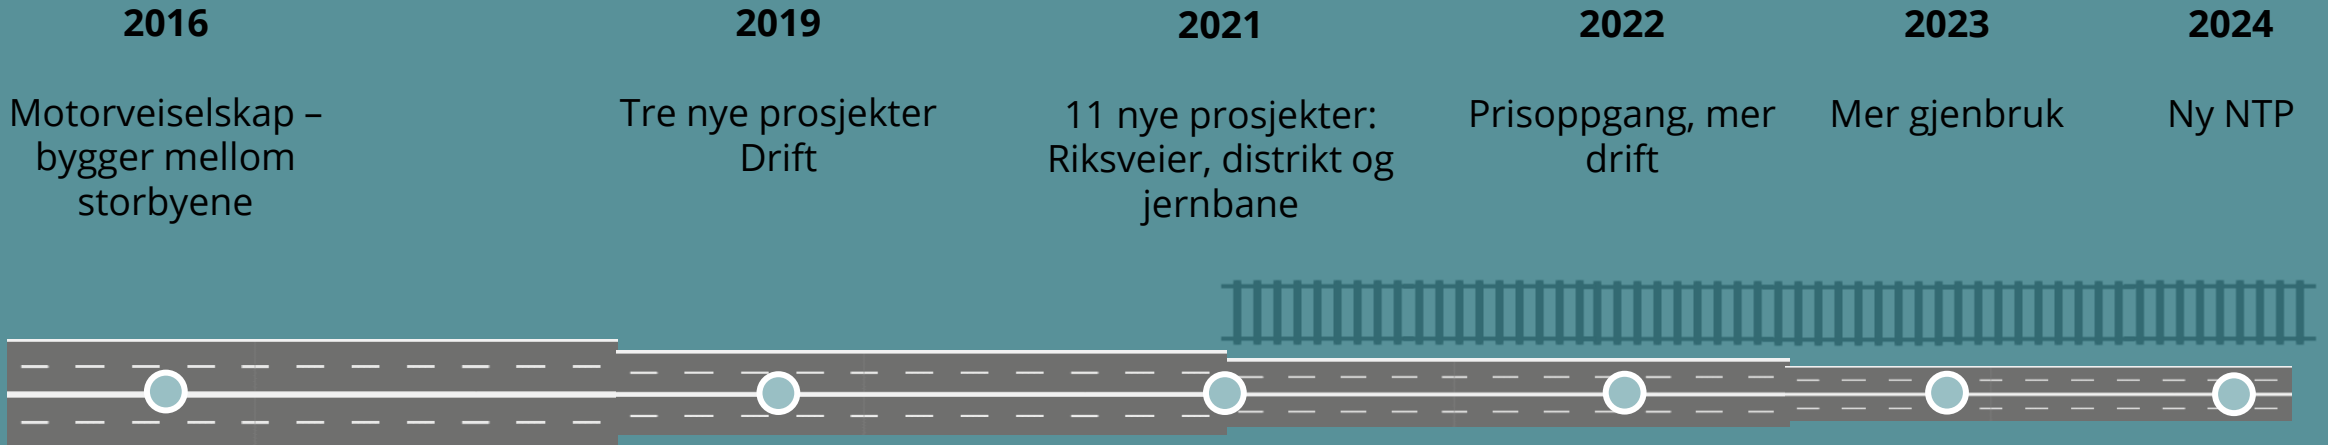 2016
Motorveiselskap –
bygger mellom
storbyene
2019
Tre nye prosjekter
Drift
2021
11 nye prosjekter:
Riksveier, distrikt og
jernbane
2022
Prisoppgang, mer
drift
2023
Mer gjenbruk
2024
Ny NTP